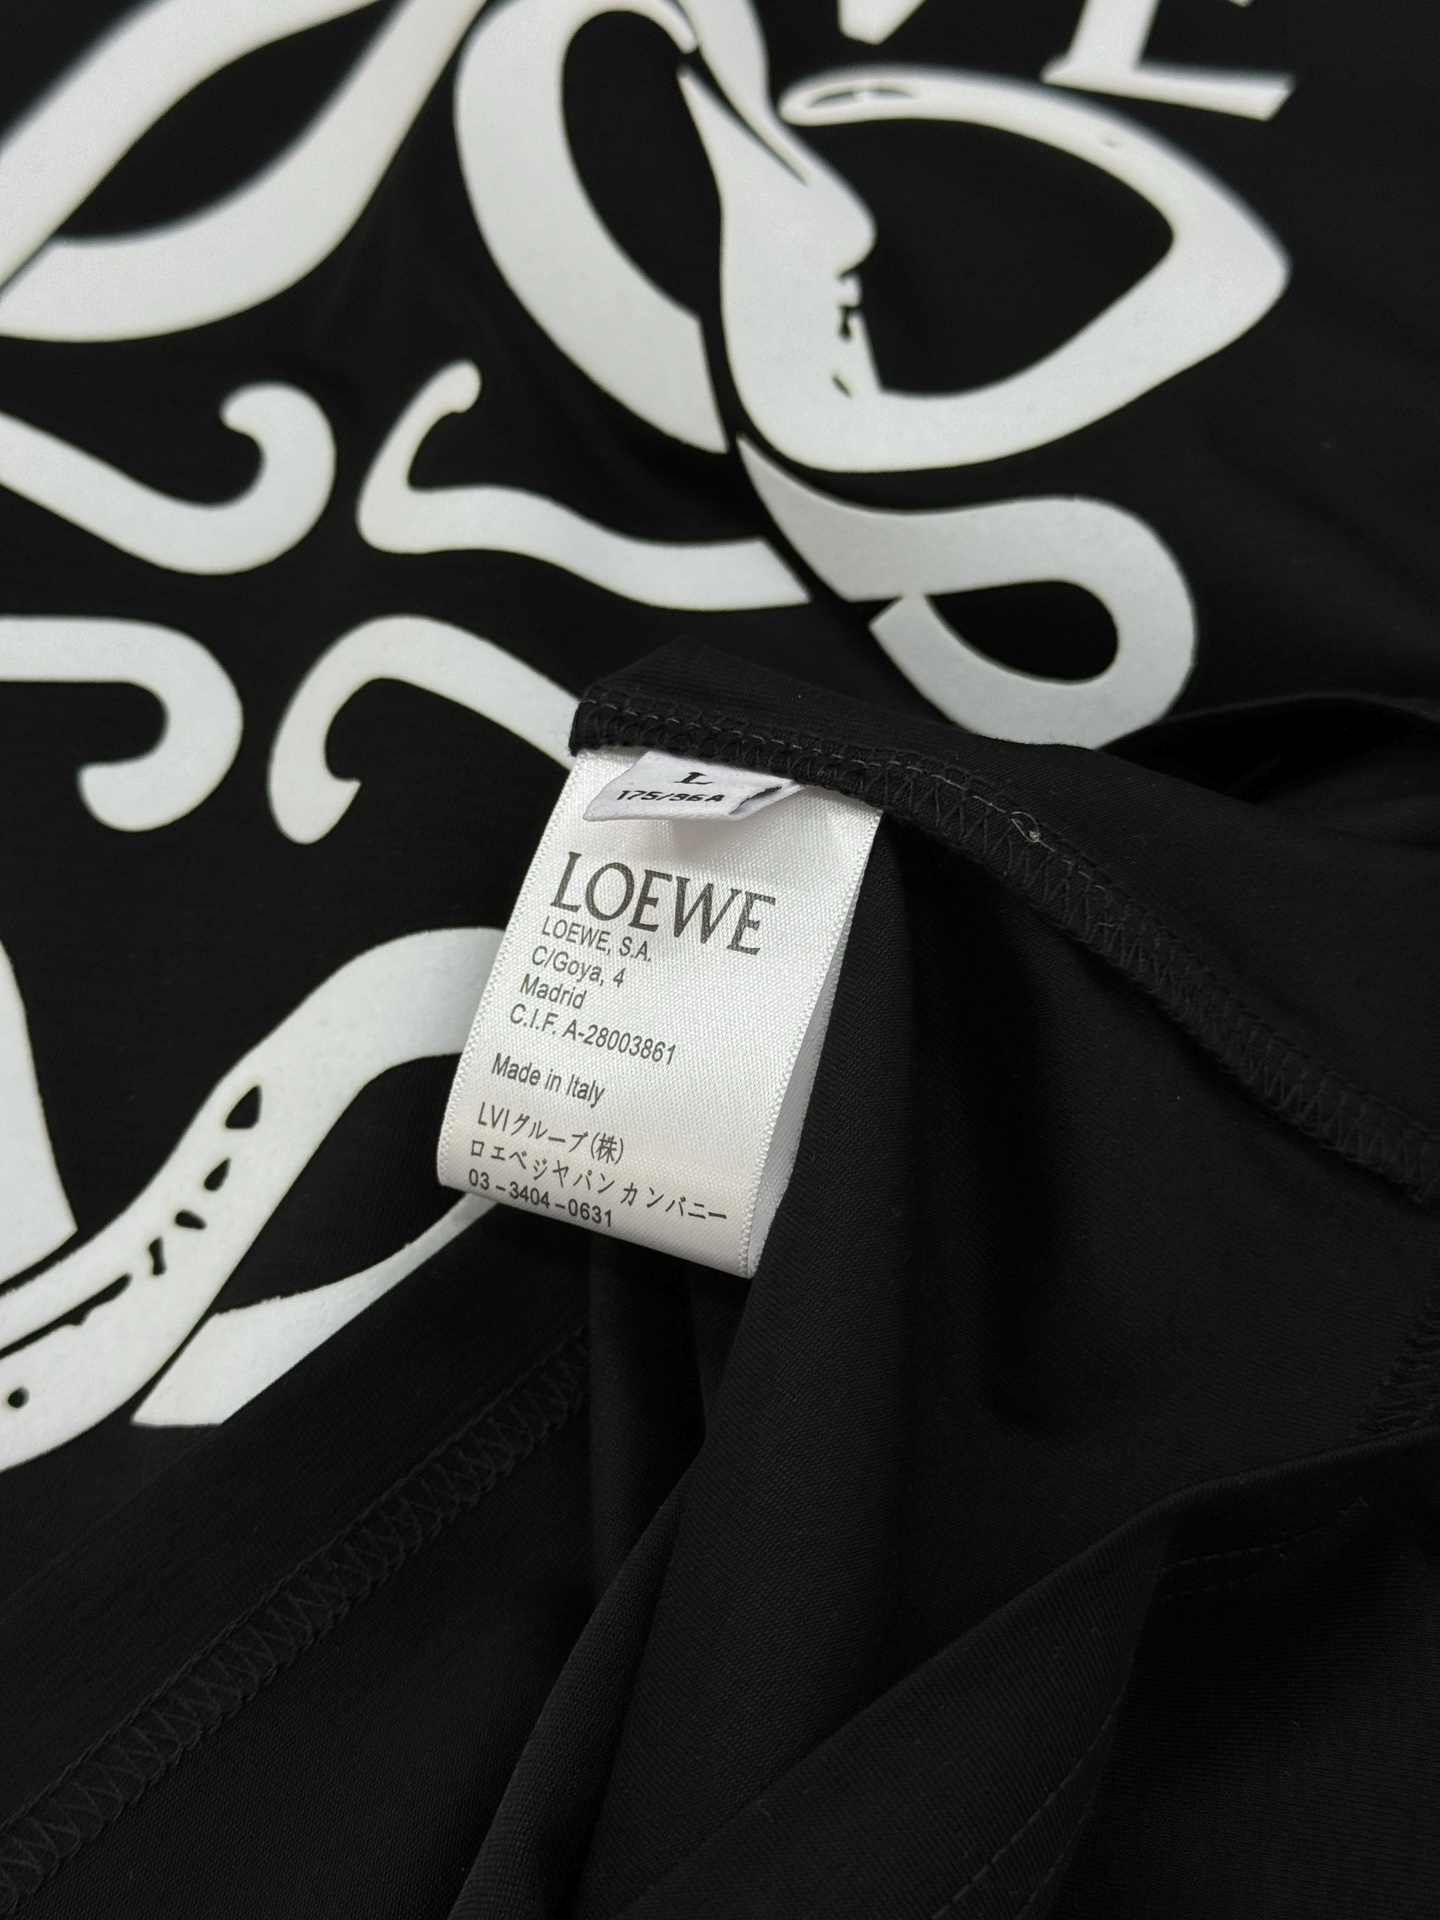 L
175/96A
LOEWE
LOEWE, S.A.
C/Goya, 4
Madrid
C.I.F. A-28003861
Made in Italy
LVIグループ(株)
ロエベジャパン カンバニー
03-3404-0631